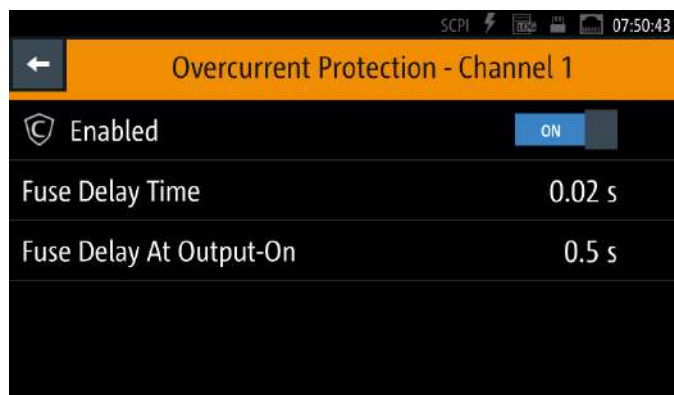 SCPI 07:50:43
Overcurrent Protection - Channel 1
Enabled ON
Fuse Delay Time 0.02 s
Fuse Delay At Output-On 0.5 s